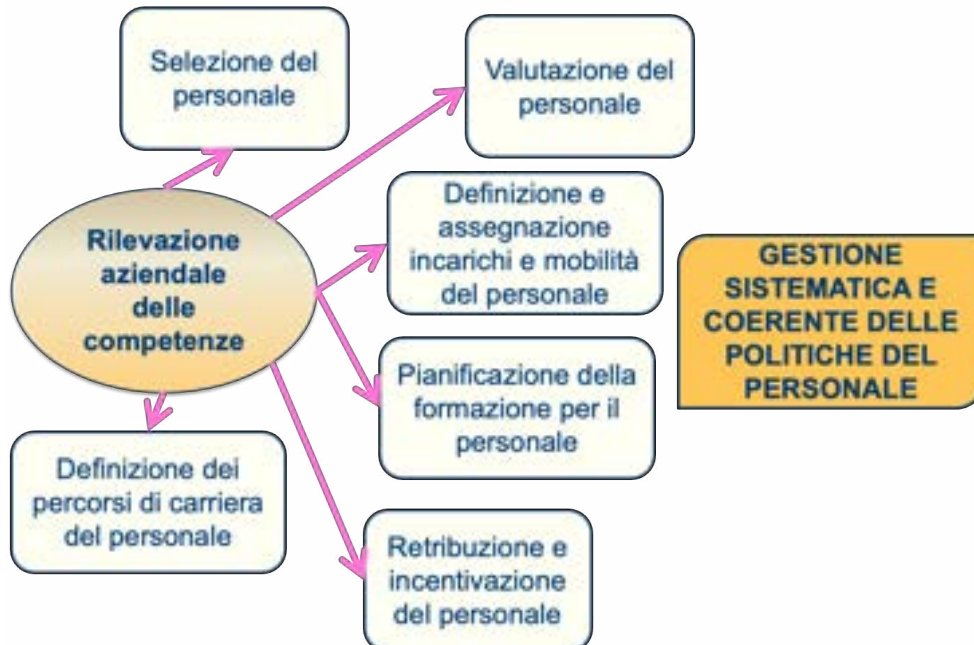 Selezione del
personale
Valutazione del
personale
Rilevazione
aziendale
delle
competenze
Definizione e
assegnazione
incarichi e mobilità
del personale
GESTIONE
SISTEMATICA E
COERENTE DELLE
POLITICHE DEL
PERSONALE
Pianificazione della
formazione per il
personale
Definizione dei
percorsi di carriera
del personale
Retribuzione e
incentivazione
del personale